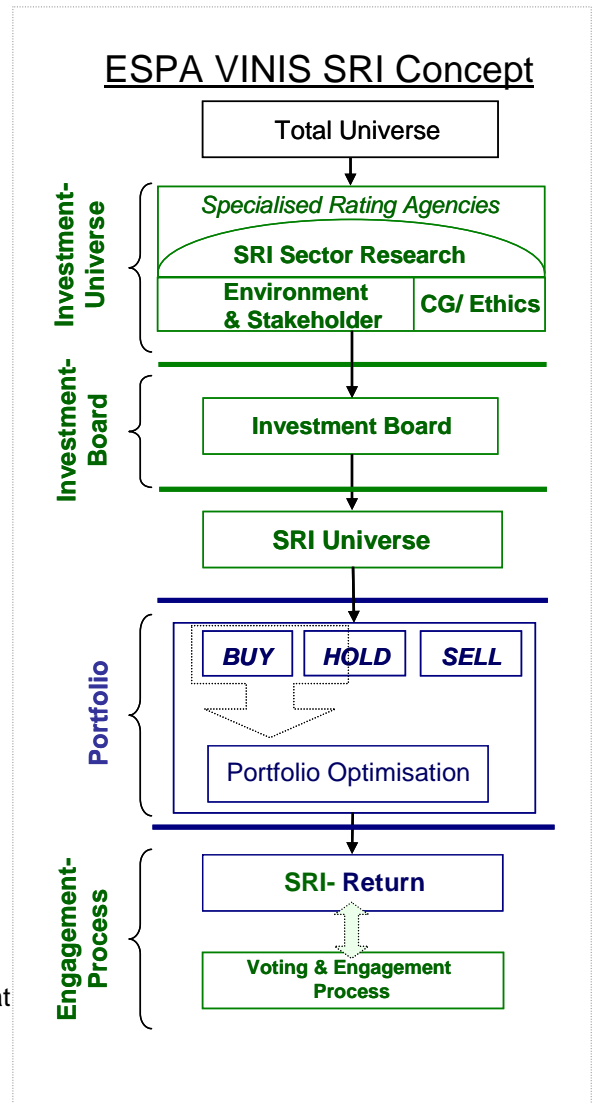 ESPA VINIS SRI Concept
Total Universe
Investment-
Universe
Specialised Rating Agencies
SRI Sector Research
Environment
& Stakeholder
CG/ Ethics
Investment-
Board
Investment Board
SRI Universe
Portfolio
BUY
HOLD
SELL
Portfolio Optimisation
Engagement-
Process
SRI- Return
Voting & Engagement
Process
at